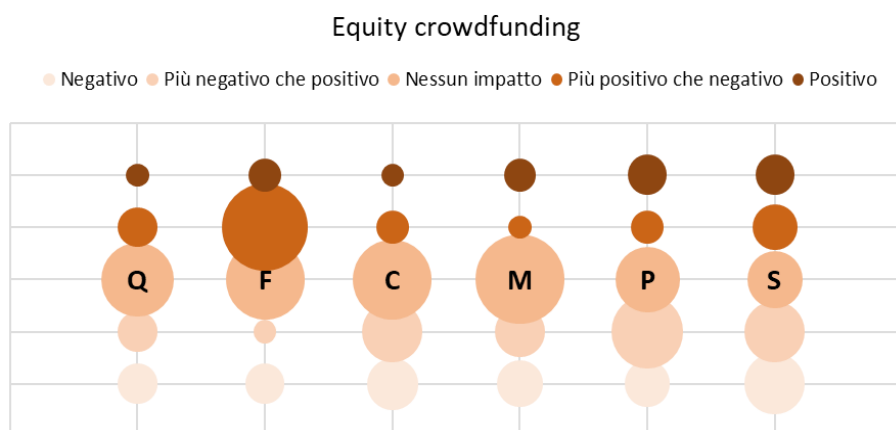 Equity crowdfunding
Negativo Più negativo che positivo Nessun impatto Più positivo che negativo Positivo
Q F C M P S